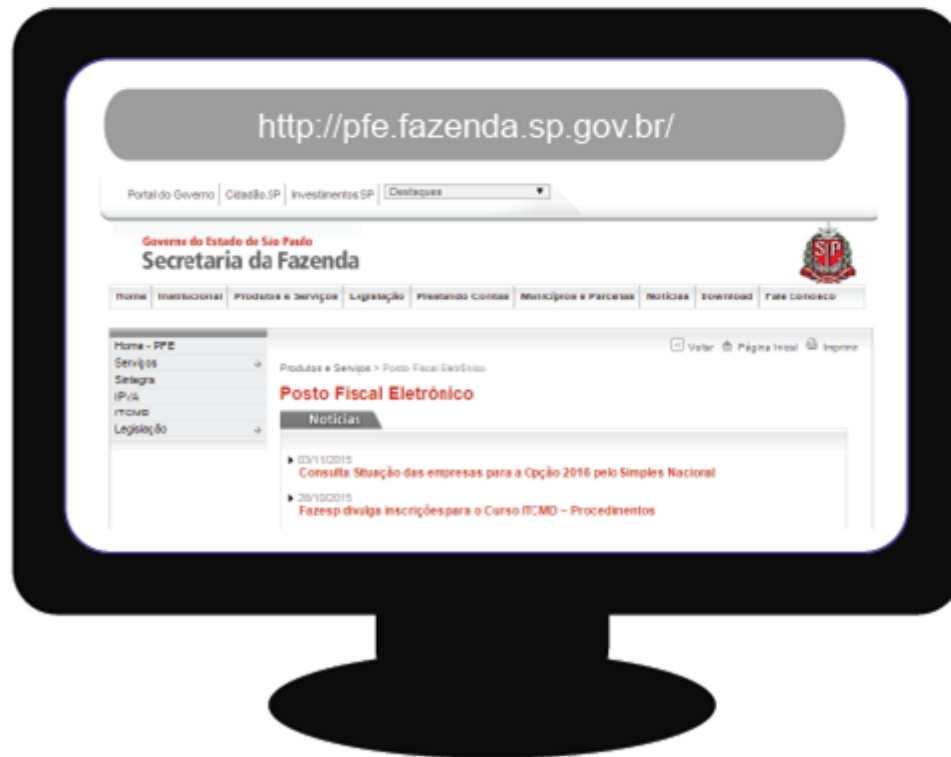 http://pfe.fazenda.sp.gov.br/
Portal do Governo Cidadão.SP Investimentos.SP Destaques
Governo do Estado de São Paulo
Secretaria da Fazenda
SP
Home Institucional Produtos e Serviços Legislação Prestando Contas Municípios e Parcerias Notícias Download Fale Conosco
Home - PFE
Serviços
Sintegra
IPVA
ITCMD
Legislação
Voltar Página Inicial Imprimir
Produtos e Serviços > Posto Fiscal Eletrônico
Posto Fiscal Eletrônico
Notícias
03/11/2015
Consulta Situação das empresas para a Opção 2016 pelo Simples Nacional
28/10/2015
Fazesp divulga inscrições para o Curso ITCMD – Procedimentos